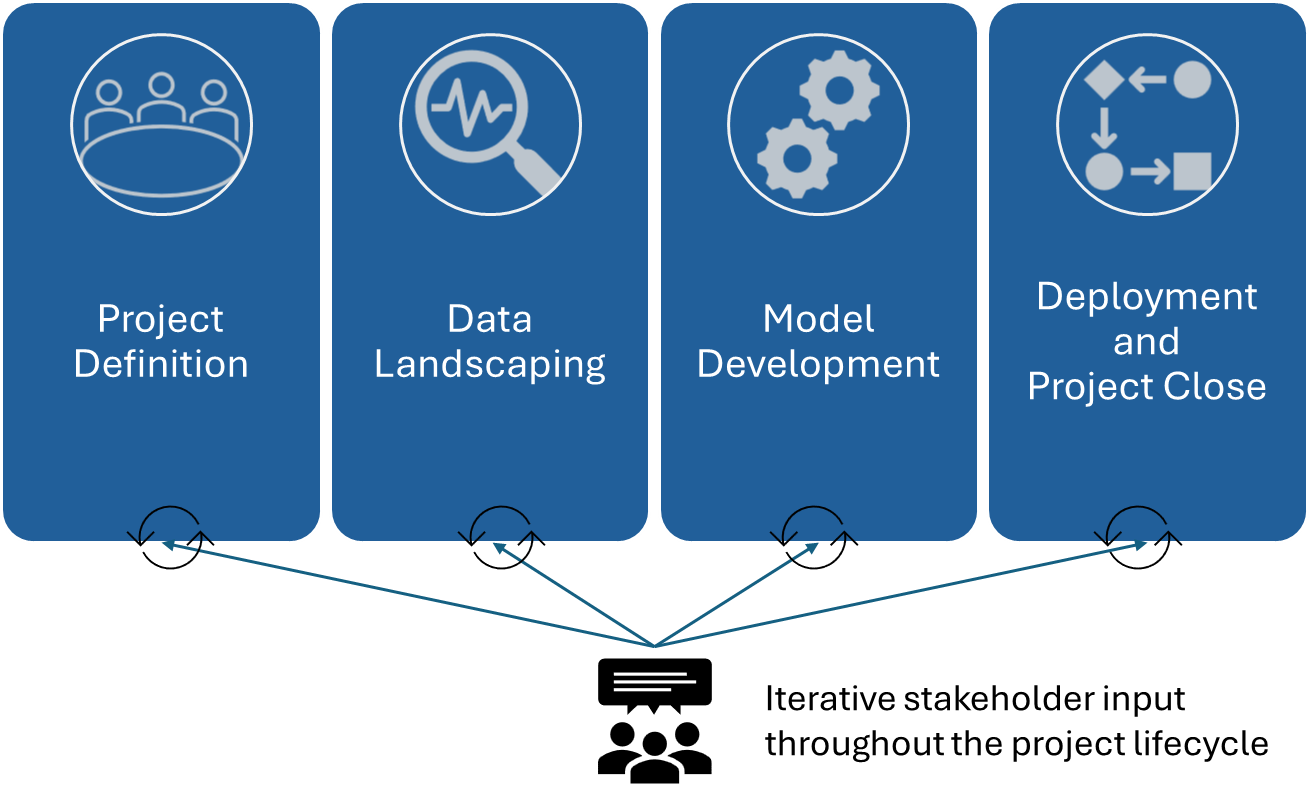 Project
Definition
Data
Landscaping
Model
Development
Deployment
and
Project Close
Iterative stakeholder input
throughout the project lifecycle